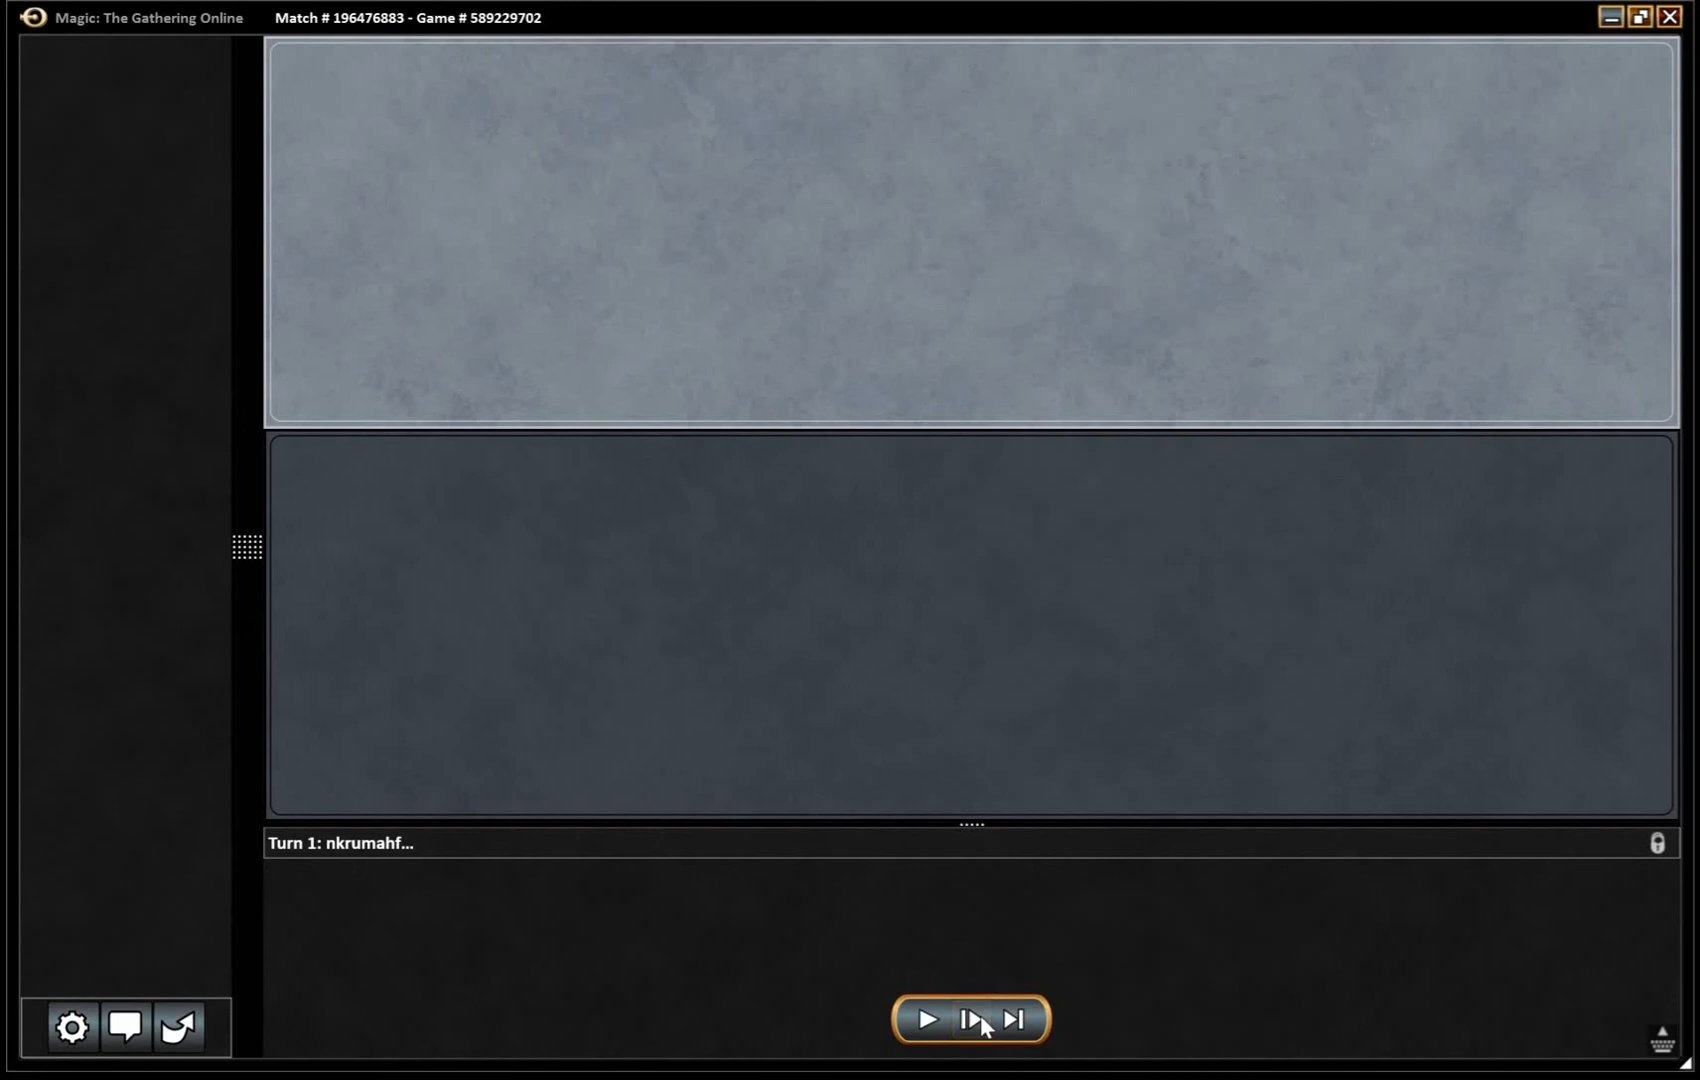 Magic: The Gathering Online
Match # 196476883 - Game # 589229702
Turn 1: nkrumahf...